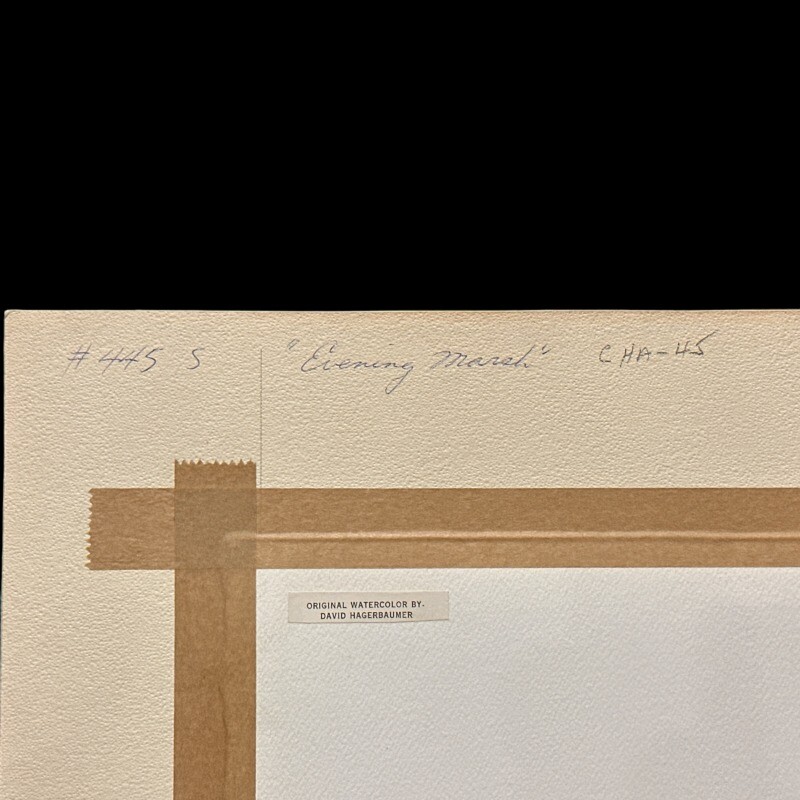 #445 S "Evening Marsh" CHA-45
ORIGINAL WATERCOLOR BY.
DAVID HAGERBAUMER